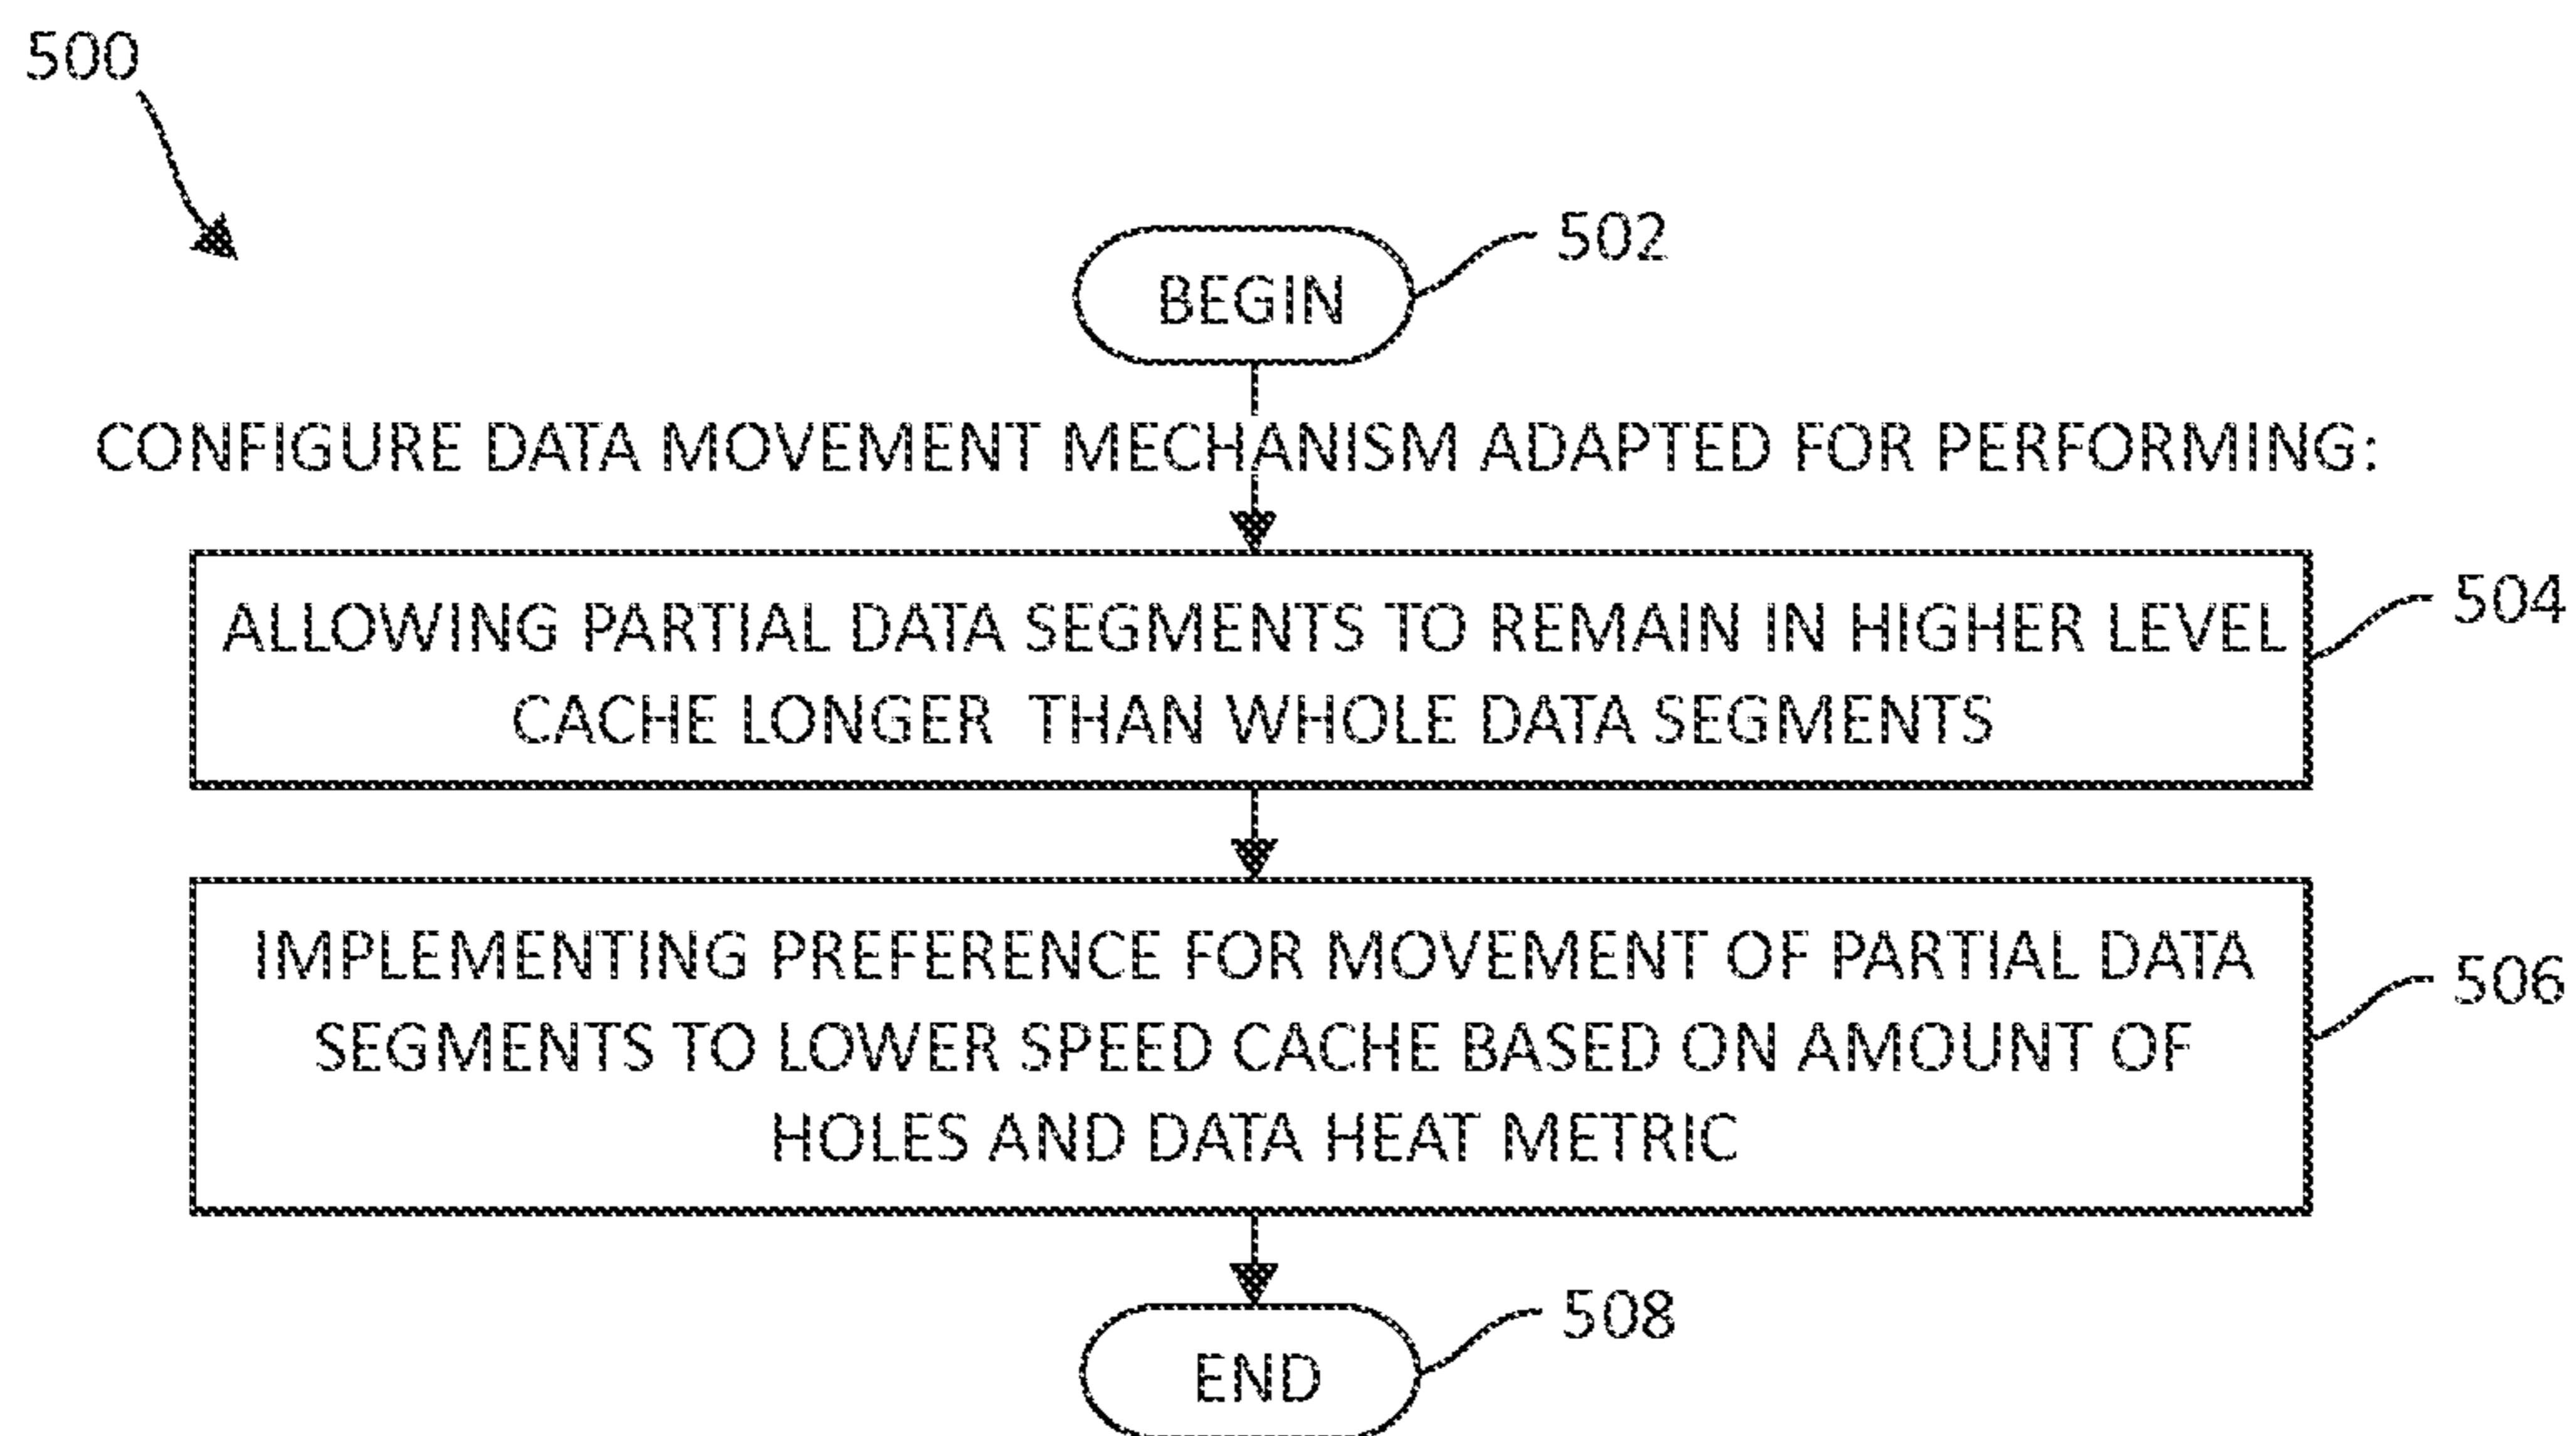 500
502
BEGIN
CONFIGURE DATA MOVEMENT MECHANISM ADAPTED FOR PERFORMING:
504
ALLOWING PARTIAL DATA SEGMENTS TO REMAIN IN HIGHER LEVEL
CACHE LONGER THAN WHOLE DATA SEGMENTS
506
IMPLEMENTING PREFERENCE FOR MOVEMENT OF PARTIAL DATA
SEGMENTS TO LOWER SPEED CACHE BASED ON AMOUNT OF
HOLES AND DATA HEAT METRIC
508
END